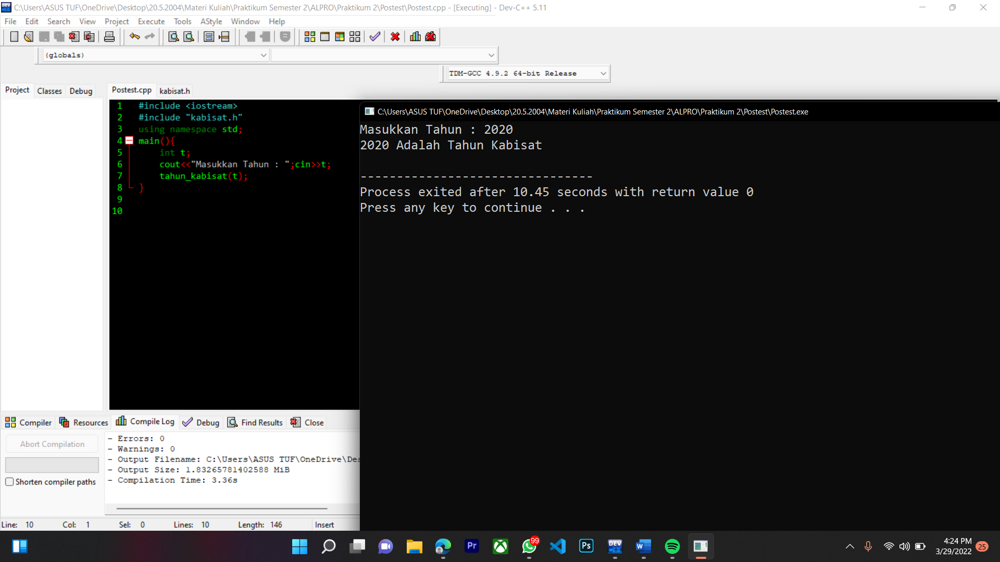 C:\Users\ASUS TUF\OneDrive\Desktop\20.5.2004\Materi Kuliah\Praktikum Semester 2\ALPRO\Praktikum 2\Postest\Postest.cpp - [Executing] - Dev-C++ 5.11
File Edit Search View Project Execute Tools AStyle Window Help
(globals)
TDM-GCC 4.9.2 64-bit Release
Project Classes Debug
Postest.cpp kabisat.h
1 #include <iostream>
2 #include "kabisat.h"
3 using namespace std;
4 main(){
5 int t;
6 cout<<"Masukkan Tahun : ";cin>>t;
7 tahun_kabisat(t);
8 }
9
10
C:\Users\ASUS TUF\OneDrive\Desktop\20.5.2004\Materi Kuliah\Praktikum Semester 2\ALPRO\Praktikum 2\Postest\Postest.exe
Masukkan Tahun : 2020
2020 Adalah Tahun Kabisat
--------------------------------
Process exited after 10.45 seconds with return value 0
Press any key to continue . . .
Compiler Resources Compile Log Debug Find Results Close
Abort Compilation
Shorten compiler paths
- Errors: 0
- Warnings: 0
- Output Filename: C:\Users\ASUS TUF\OneDrive\Des
- Output Size: 1.83265781402588 MiB
- Compilation Time: 3.36s
Line: 10 Col: 1 Sel: 0 Lines: 10 Length: 146 Insert
Pr
99
Ps
DEV
C++
W
4:24 PM
3/29/2022
25